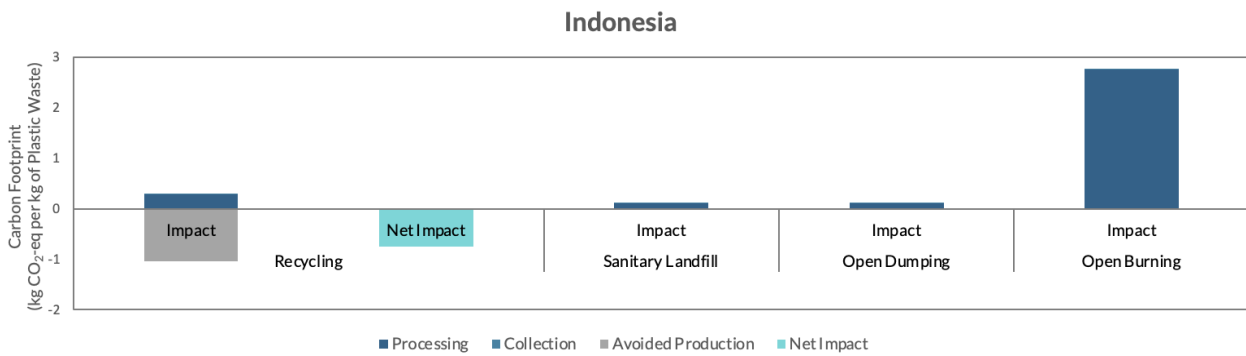 Indonesia
Carbon Footprint
(kg CO₂-eq per kg of Plastic Waste)
3
2
1
0
-1
-2
Impact
Net Impact
Impact
Impact
Impact
Recycling
Sanitary Landfill
Open Dumping
Open Burning
Processing
Collection
Avoided Production
Net Impact